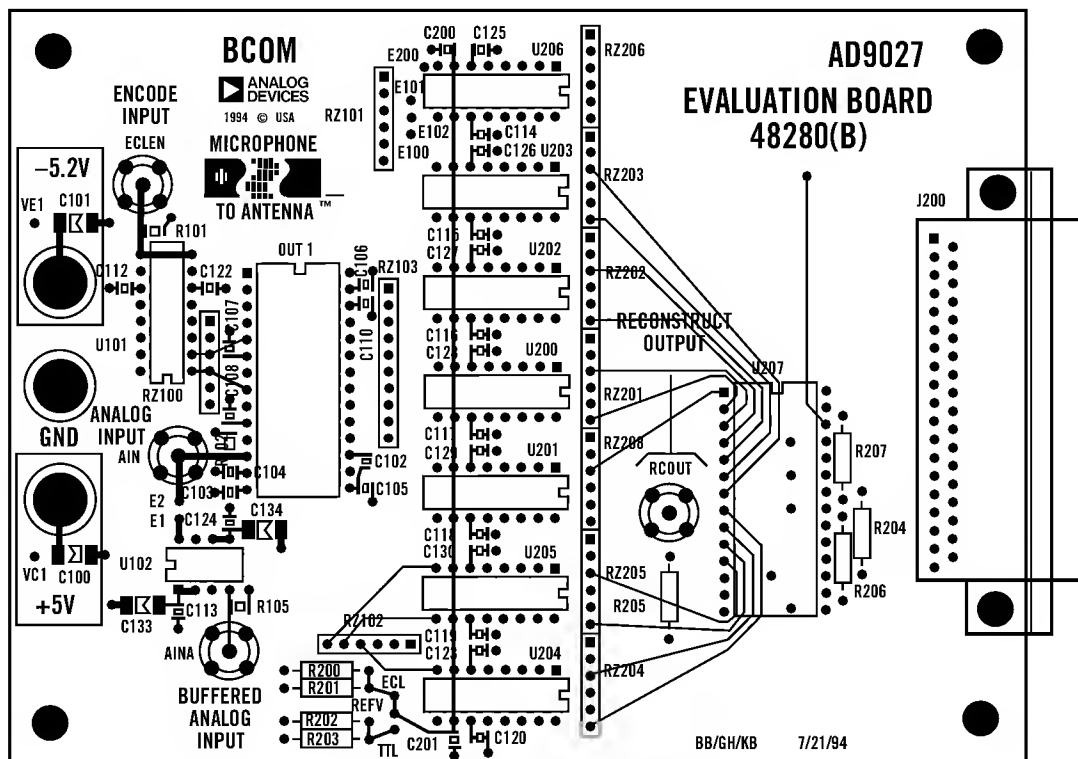 BCOM
ANALOG
DEVICES
1994 © USA
ENCODE
INPUT
ECLEN
MICROPHONE
TO ANTENNA™
AD9027
EVALUATION BOARD
48280(B)
–5.2V
C101
VE1
R101
C112
C122
U101
RZ100
GND
ANALOG
INPUT
AIN
E2
E1
C124
C103
C104
C134
VC1
C100
+5V
U102
C133
C113
R105
AINA
BUFFERED
ANALOG
INPUT
OUT 1
C107
C108
C106
RZ103
C110
C102
C105
RZ101
E200
E101
E102
E100
C200
C125
U206
C114
C126
U203
C115
C127
U202
C116
C128
U200
C117
C129
U201
C118
C130
U205
C119
C123
U204
C120
C201
RZ102
R200
R201
R202
R203
ECL
REFV
TTL
RZ206
RZ203
RZ202
RZ201
RZ208
RZ205
RZ204
RECONSTRUCT
OUTPUT
U207
RCOUT
R205
R207
R204
R206
J200
BB/GH/KB
7/21/94